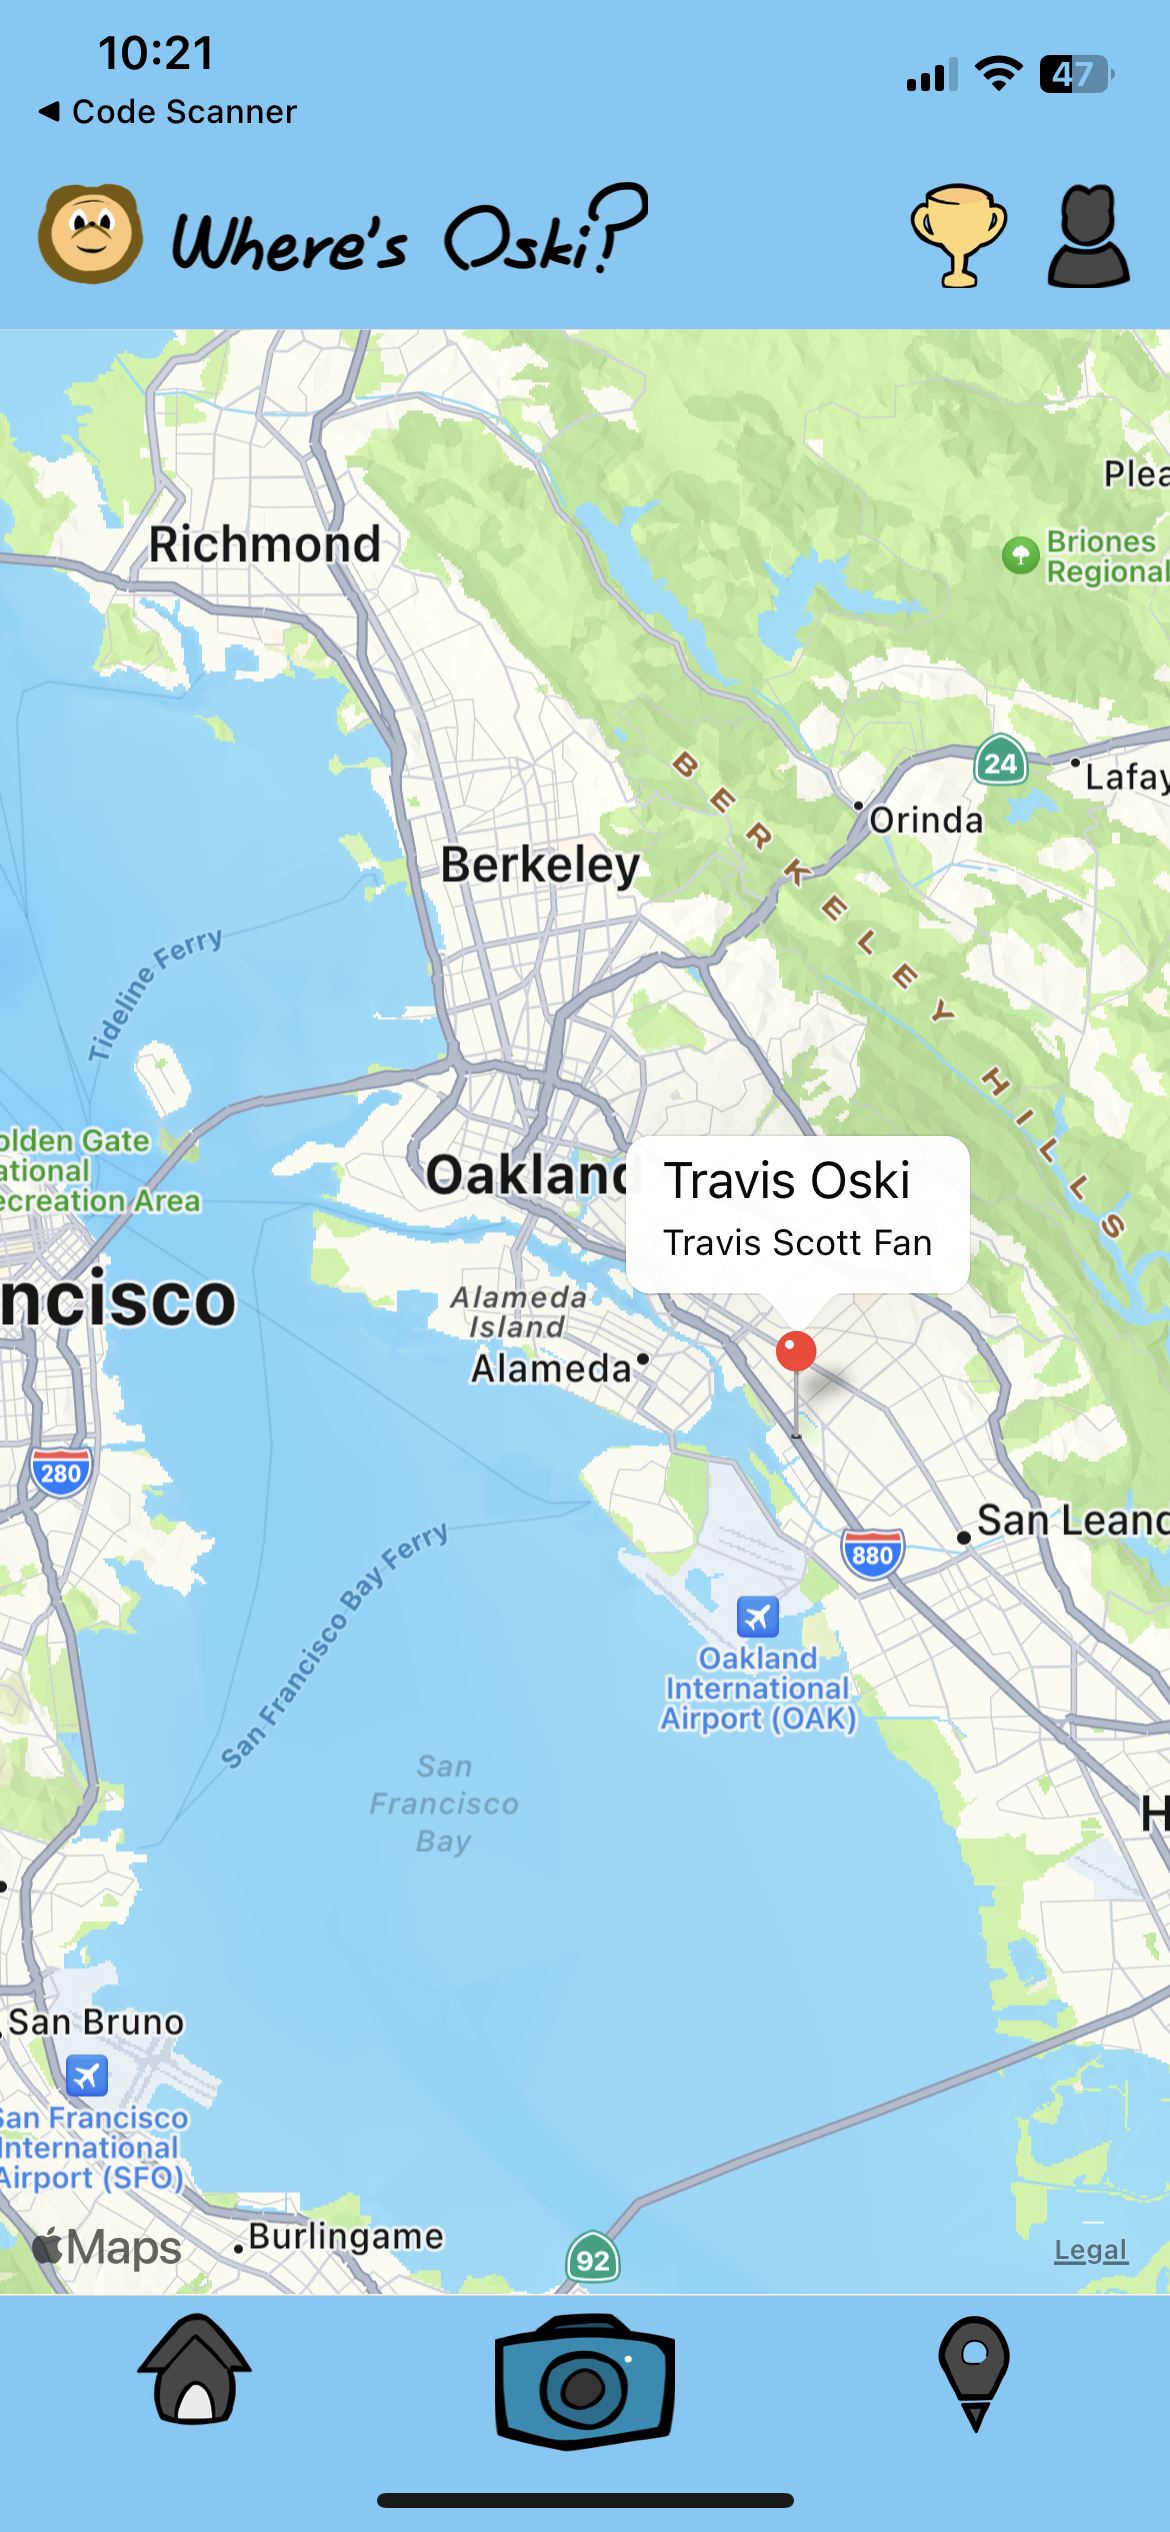 10:21
47
◀ Code Scanner
Where's Oski?
Plea
Richmond
Briones
Regional
24
Lafay
Orinda
Berkeley
BERKELEY HILLS
Tideline Ferry
olden Gate
ational
ecreation Area
Oakland
Travis Oski
Travis Scott Fan
ncisco
Alameda
Island
Alameda
280
San Leand
880
San Francisco Bay Ferry
Oakland
International
Airport (OAK)
San
Francisco
Bay
H
San Bruno
San Francisco
International
Airport (SFO)
Maps
Burlingame
92
Legal